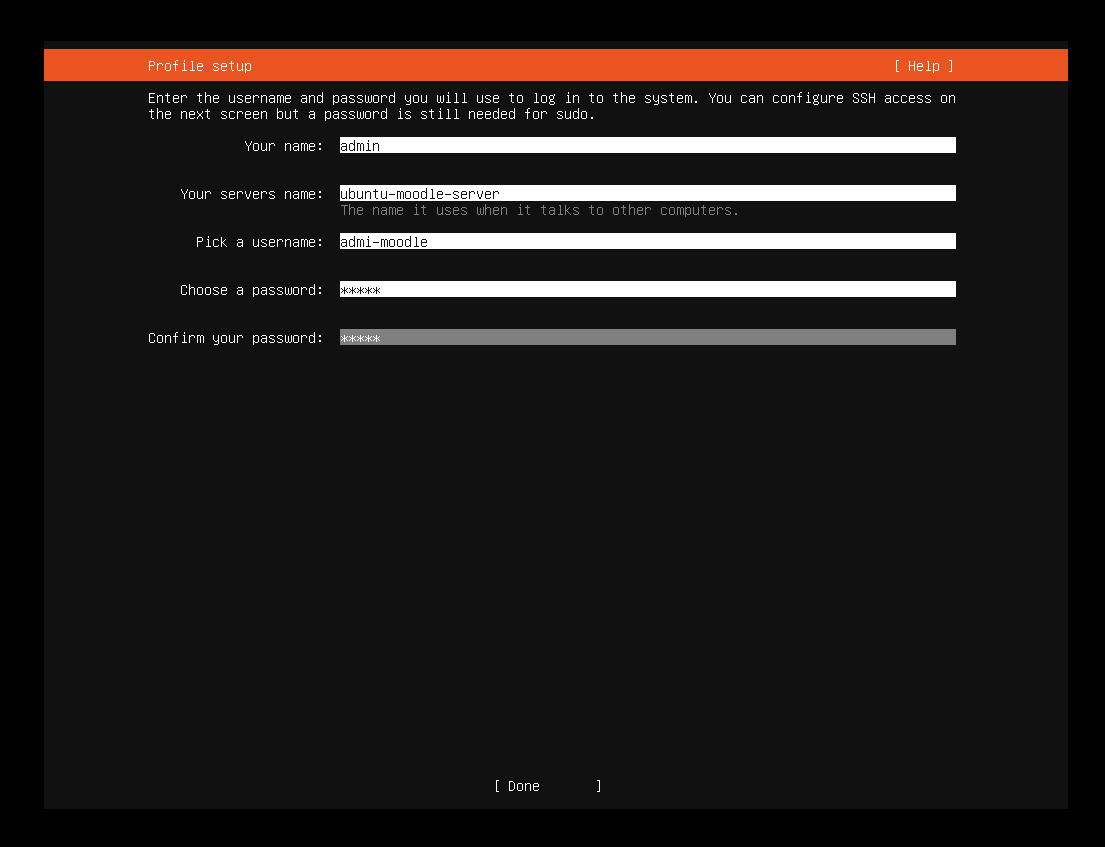 Profile setup [ Help ]
Enter the username and password you will use to log in to the system. You can configure SSH access on
the next screen but a password is still needed for sudo.
Your name: admin
Your servers name: ubuntu-moodle-server
The name it uses when it talks to other computers.
Pick a username: admi-moodle
Choose a password: *****
Confirm your password: *****
[ Done ]